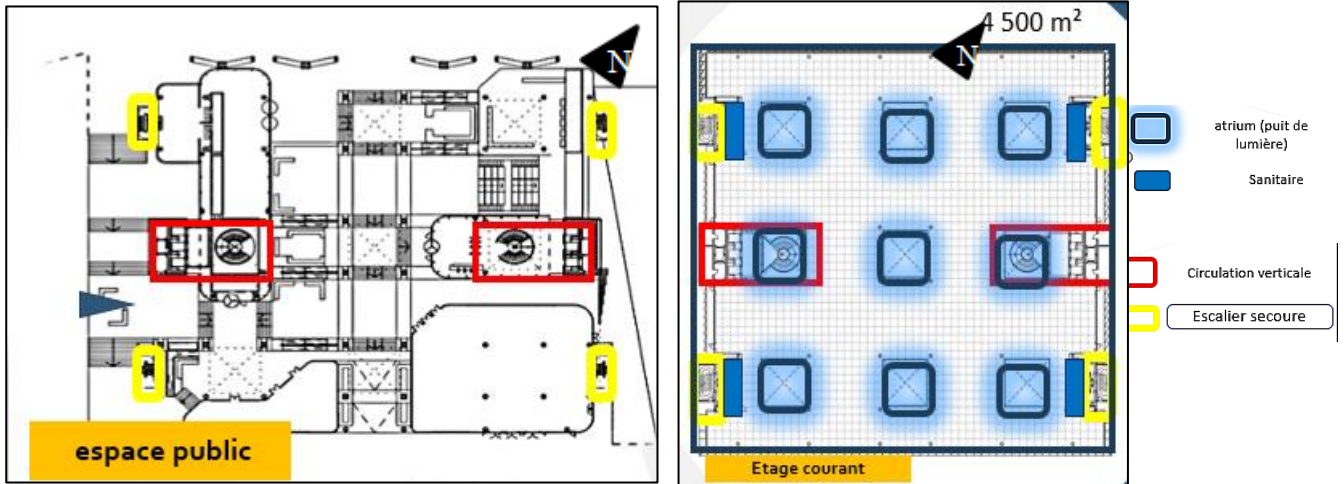 N
espace public
4 500 m²
N
Etage courant
atrium (puit de
lumière)
Sanitaire
Circulation verticale
Escalier secoure